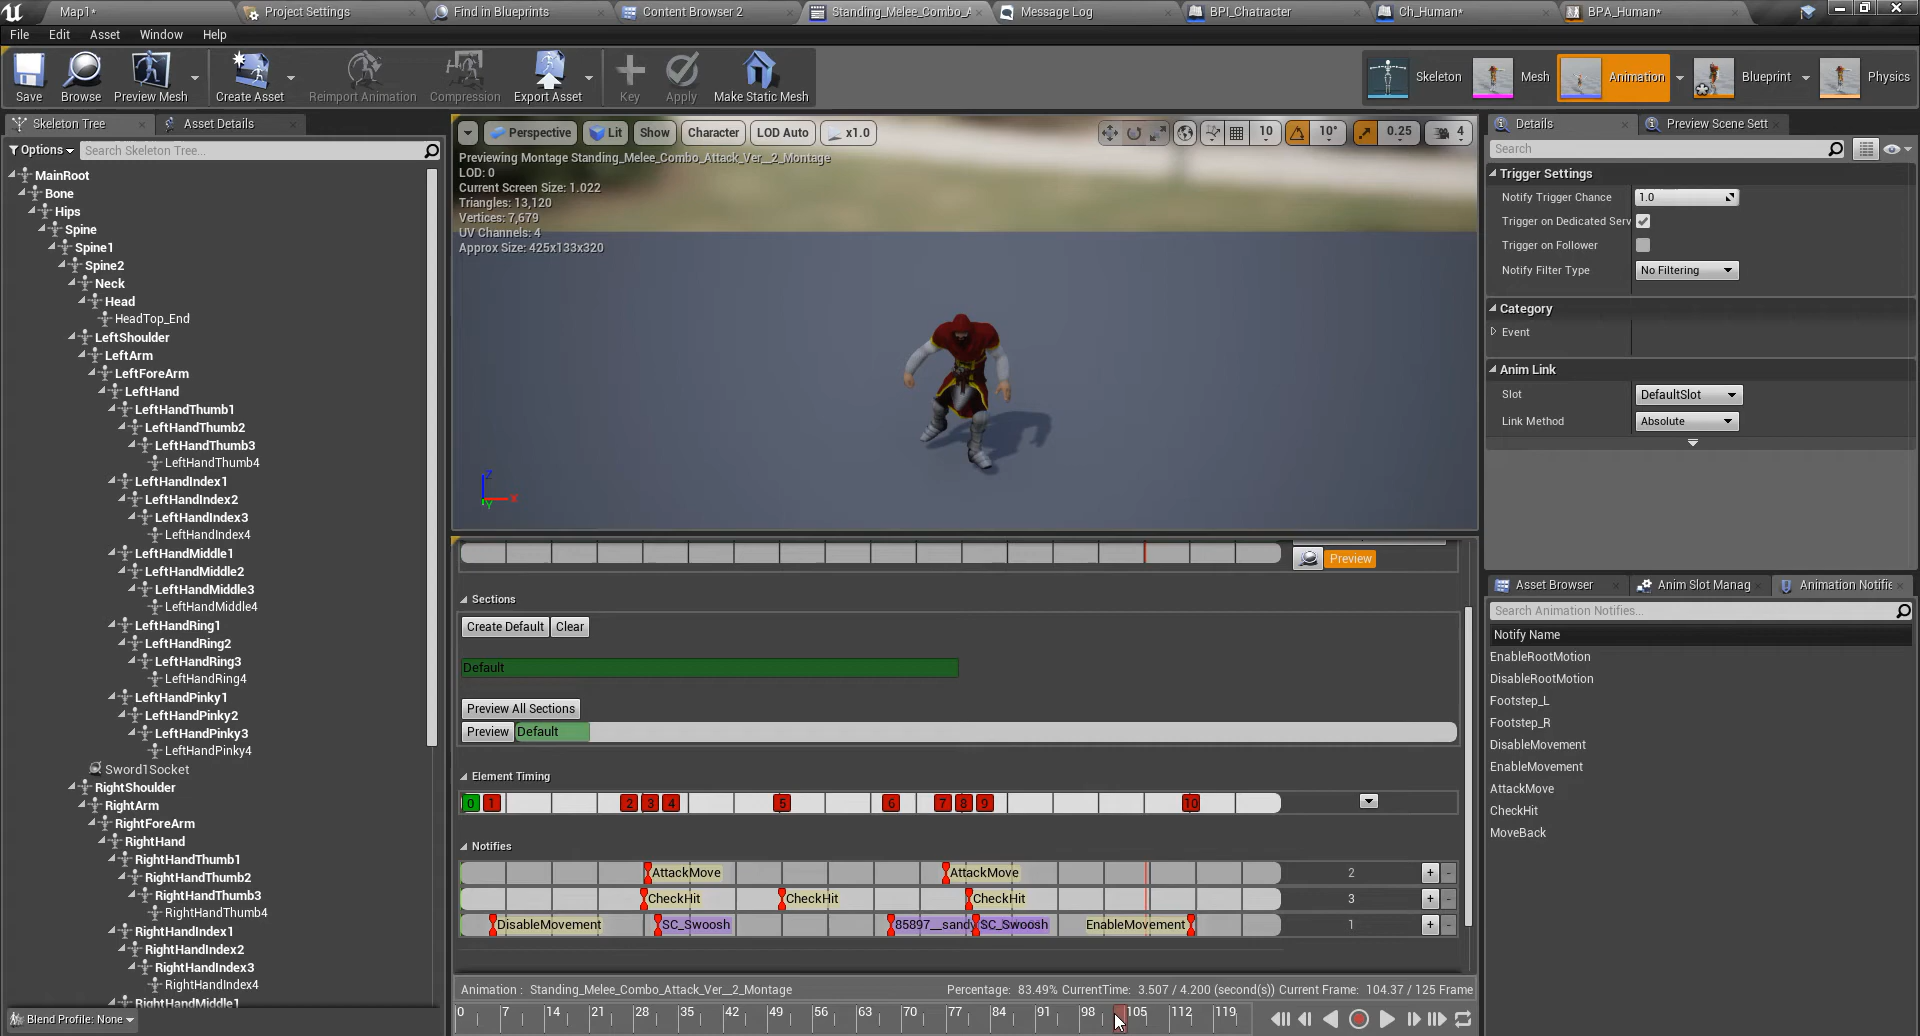 Map1*
Project Settings
Find in Blueprints
Content Browser 2
Standing_Melee_Combo_A
Message Log
BPI_Chatracter
Ch_Human*
BPA_Human*
File Edit Asset Window Help
Save
Browse
Preview Mesh
Create Asset
Reimport Animation
Compression
Export Asset
Key
Apply
Make Static Mesh
Skeleton
Mesh
Animation
Blueprint
Physics
Skeleton Tree
Asset Details
Options
Search Skeleton Tree...
MainRoot
Bone
Hips
Spine
Spine1
Spine2
Neck
Head
HeadTop_End
LeftShoulder
LeftArm
LeftForeArm
LeftHand
LeftHandThumb1
LeftHandThumb2
LeftHandThumb3
LeftHandThumb4
LeftHandIndex1
LeftHandIndex2
LeftHandIndex3
LeftHandIndex4
LeftHandMiddle1
LeftHandMiddle2
LeftHandMiddle3
LeftHandMiddle4
LeftHandRing1
LeftHandRing2
LeftHandRing3
LeftHandRing4
LeftHandPinky1
LeftHandPinky2
LeftHandPinky3
LeftHandPinky4
Sword1Socket
RightShoulder
RightArm
RightForeArm
RightHand
RightHandThumb1
RightHandThumb2
RightHandThumb3
RightHandThumb4
RightHandIndex1
RightHandIndex2
RightHandIndex3
RightHandIndex4
RightHandMiddle1
Blend Profile: None
Perspective Lit Show Character LOD Auto x1.0 10 10° 0.25 4
Previewing Montage Standing_Melee_Combo_Attack_Ver__2_Montage
LOD: 0
Current Screen Size: 1.022
Triangles: 13,120
Vertices: 7,679
UV Channels: 4
Approx Size: 425x133x320
Z
X
Y
Preview
Sections
Create Default Clear
Default
Preview All Sections
Preview Default
Element Timing
0 1 2 3 4 5 6 7 8 9 10
Notifies
AttackMove AttackMove 2 + -
CheckHit CheckHit CheckHit 3 + -
DisableMovement SC_Swoosh 85897__sandy SC_Swoosh EnableMovement 1 + -
Animation : Standing_Melee_Combo_Attack_Ver__2_Montage Percentage: 83.49% CurrentTime: 3.507 / 4.200 (second(s)) Current Frame: 104.37 / 125 Frame
0 7 14 21 28 35 42 49 56 63 70 77 84 91 98 105 112 119
Details
Preview Scene Sett
Search
Trigger Settings
Notify Trigger Chance 1.0
Trigger on Dedicated Serv
Trigger on Follower
Notify Filter Type No Filtering
Category
Event
Anim Link
Slot DefaultSlot
Link Method Absolute
Asset Browser
Anim Slot Manag
Animation Notifie
Search Animation Notifies...
Notify Name
EnableRootMotion
DisableRootMotion
Footstep_L
Footstep_R
DisableMovement
EnableMovement
AttackMove
CheckHit
MoveBack